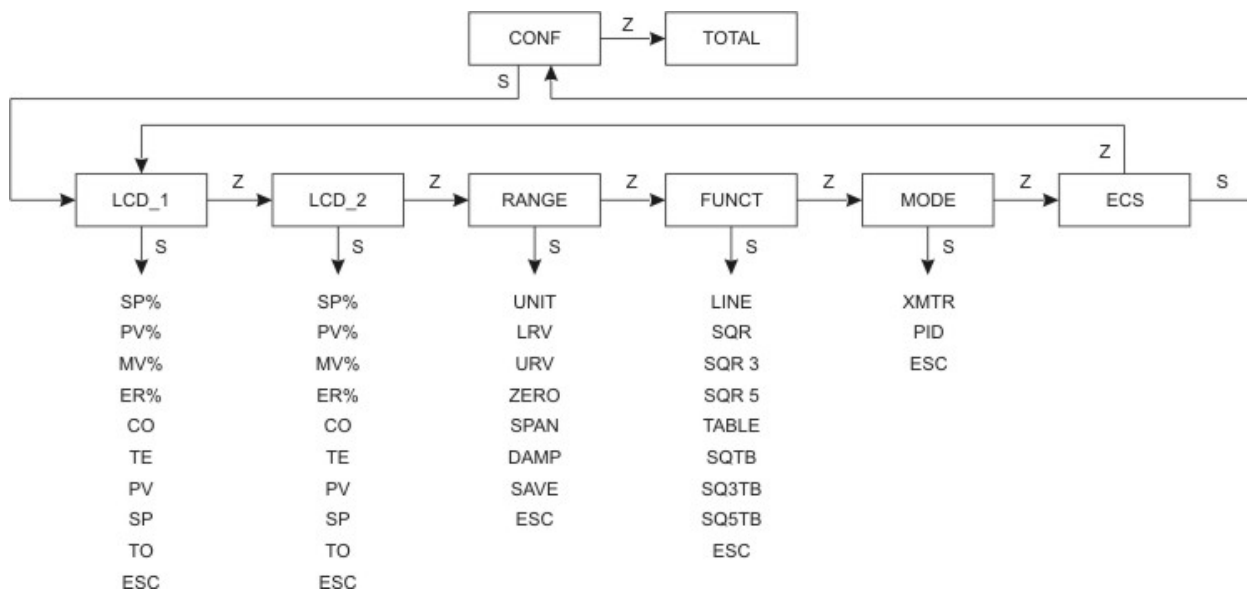 CONF
Z
TOTAL
S
Z
LCD_1
Z
LCD_2
Z
RANGE
Z
FUNCT
Z
MODE
Z
ECS
S
S
S
S
S
S
SP%
PV%
MV%
ER%
CO
TE
PV
SP
TO
ESC
SP%
PV%
MV%
ER%
CO
TE
PV
SP
TO
ESC
UNIT
LRV
URV
ZERO
SPAN
DAMP
SAVE
ESC
LINE
SQR
SQR 3
SQR 5
TABLE
SQTB
SQ3TB
SQ5TB
ESC
XMTR
PID
ESC